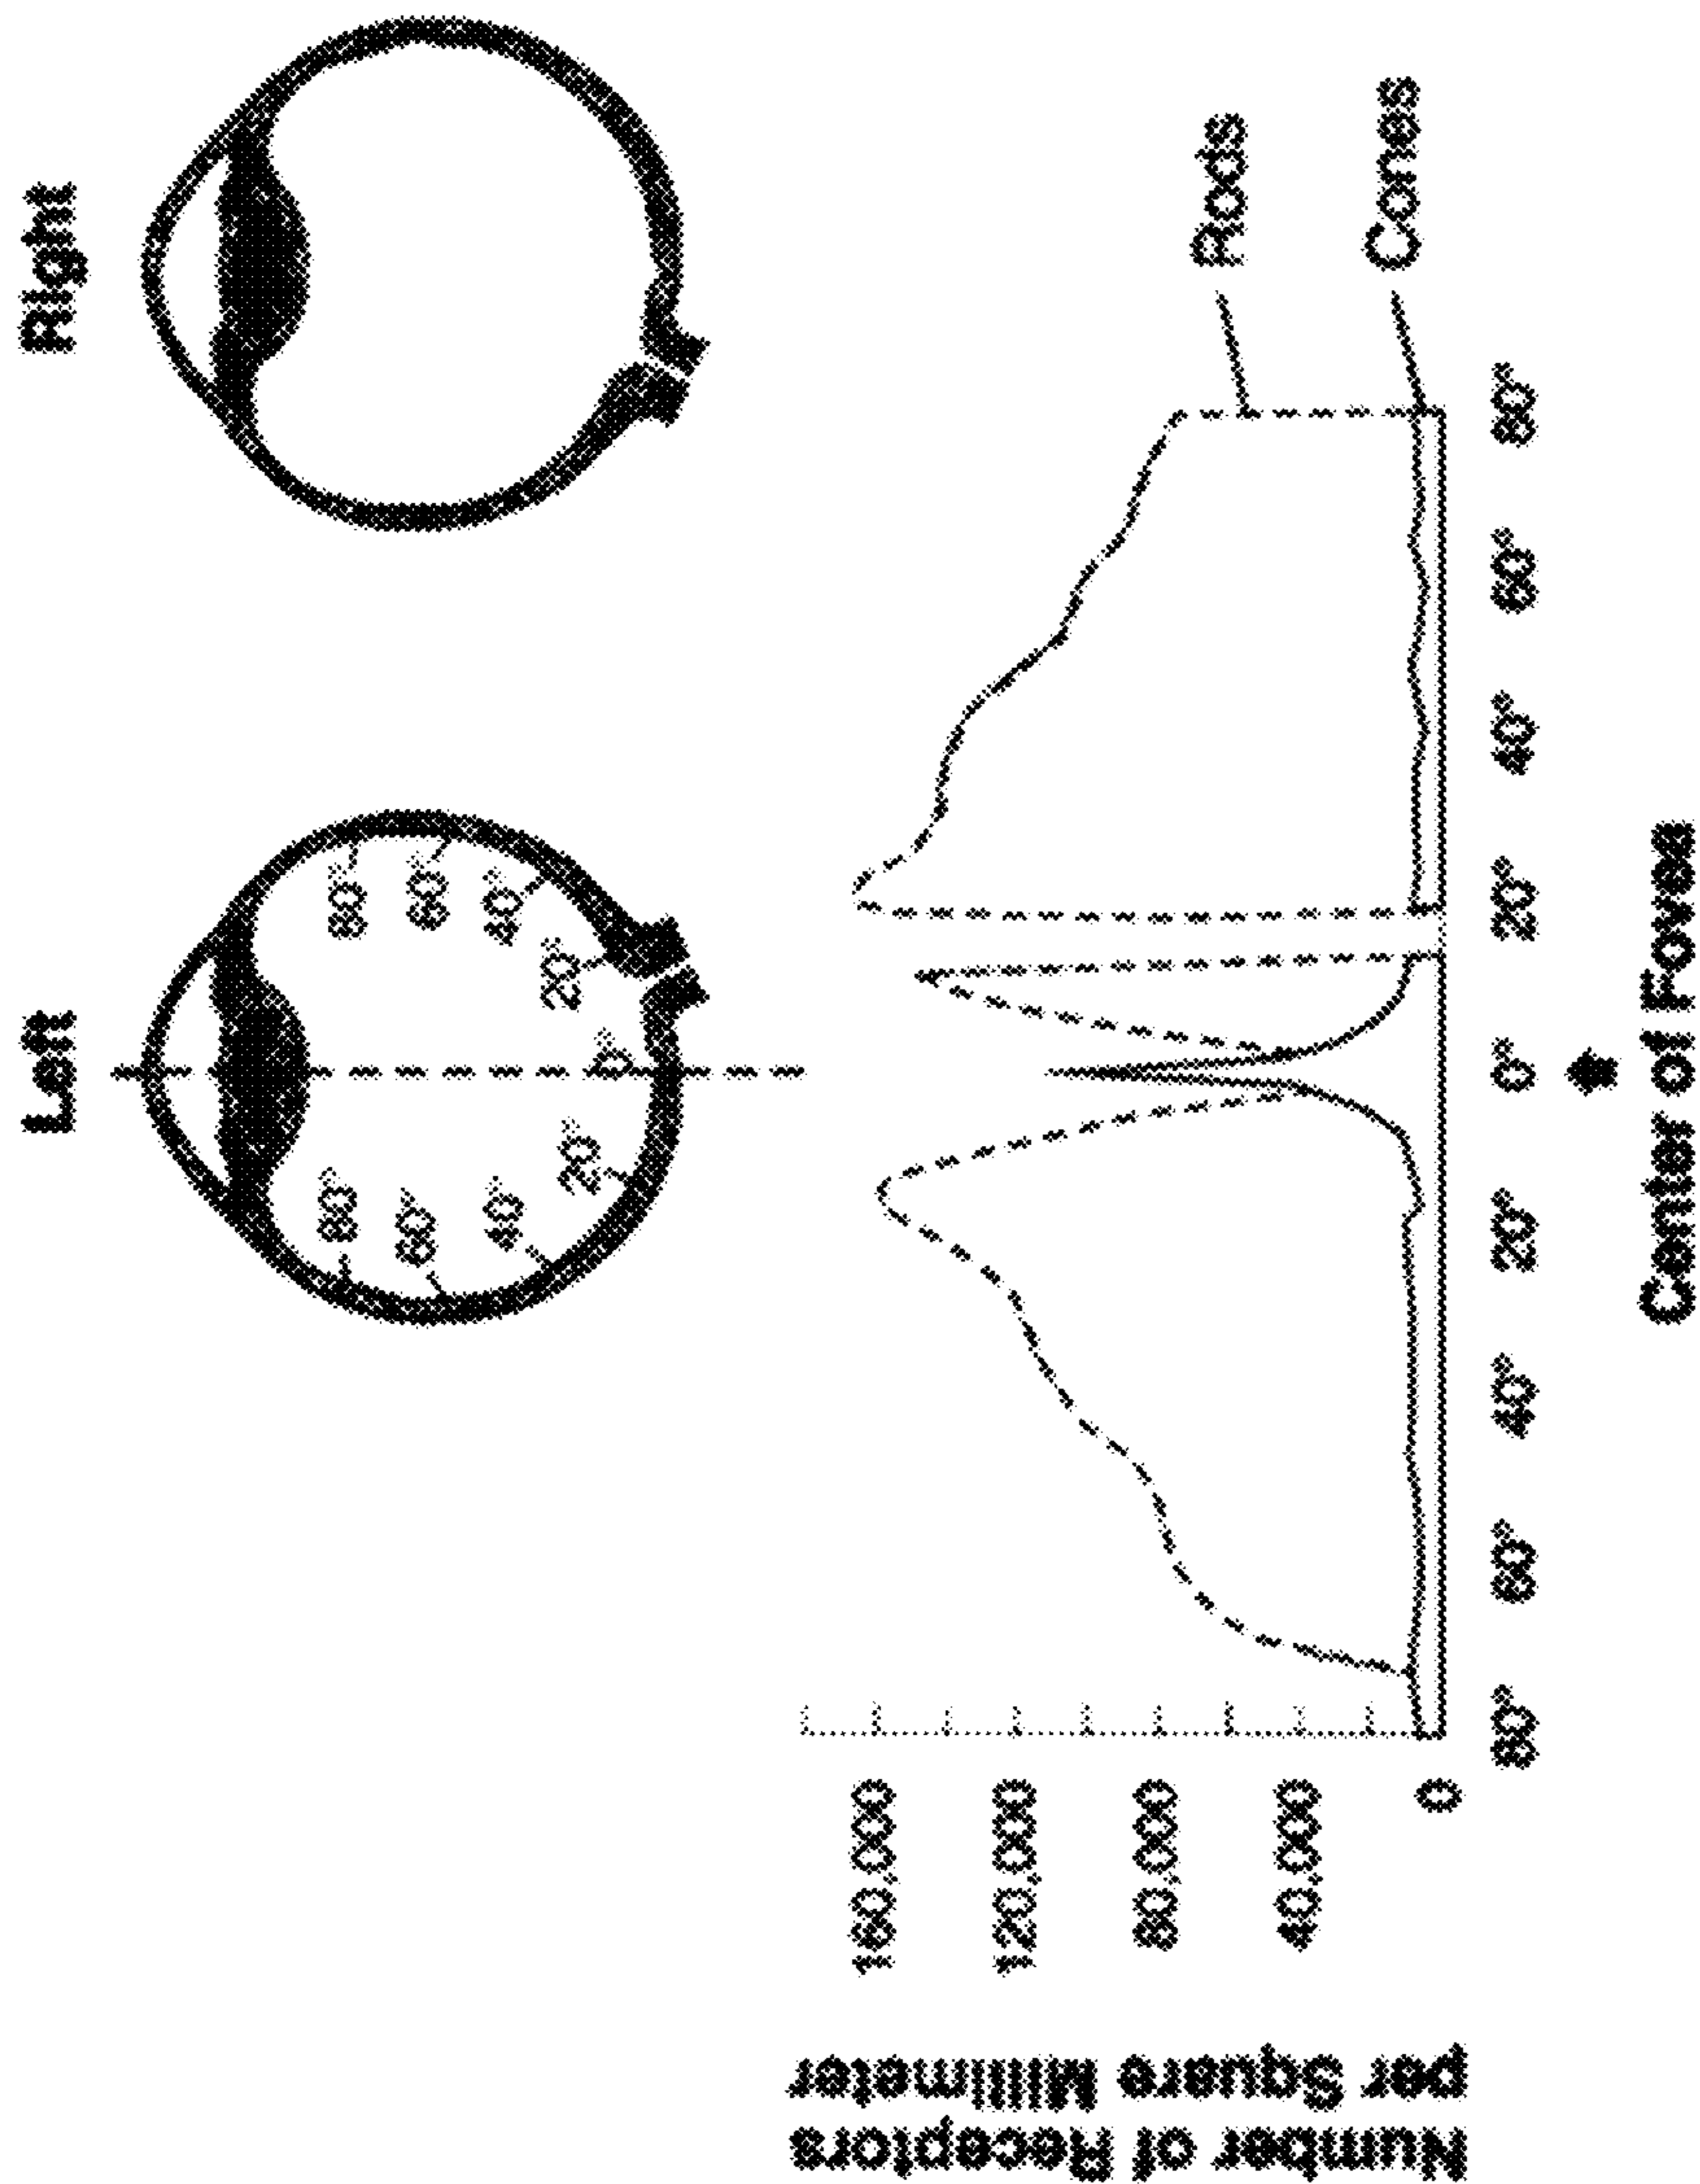 Left
Right
80°
60°
40°
20°
0°
20°
40°
60°
80°
Number of Receptors
per Square Millimeter
160,000
120,000
80,000
40,000
0
Rods
Cones
80° 60° 40° 20° 0° 20° 40° 60° 80°
Center of Fovea